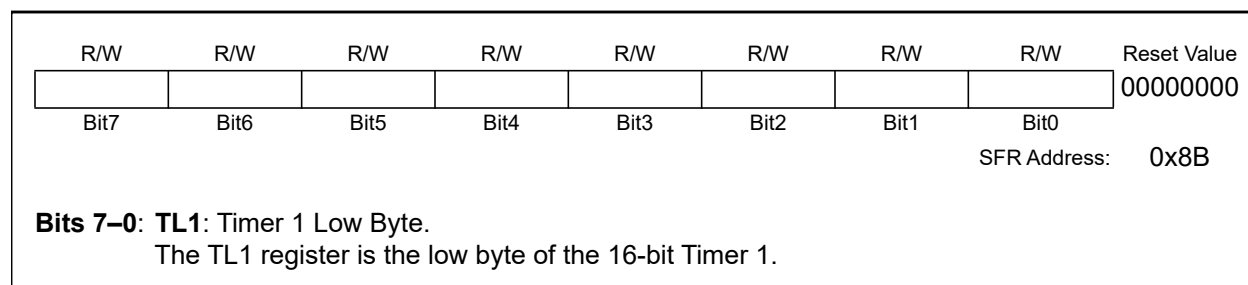 R/W R/W R/W R/W R/W R/W R/W R/W Reset Value
00000000
Bit7 Bit6 Bit5 Bit4 Bit3 Bit2 Bit1 Bit0
SFR Address: 0x8B
Bits 7–0: TL1: Timer 1 Low Byte.
The TL1 register is the low byte of the 16-bit Timer 1.